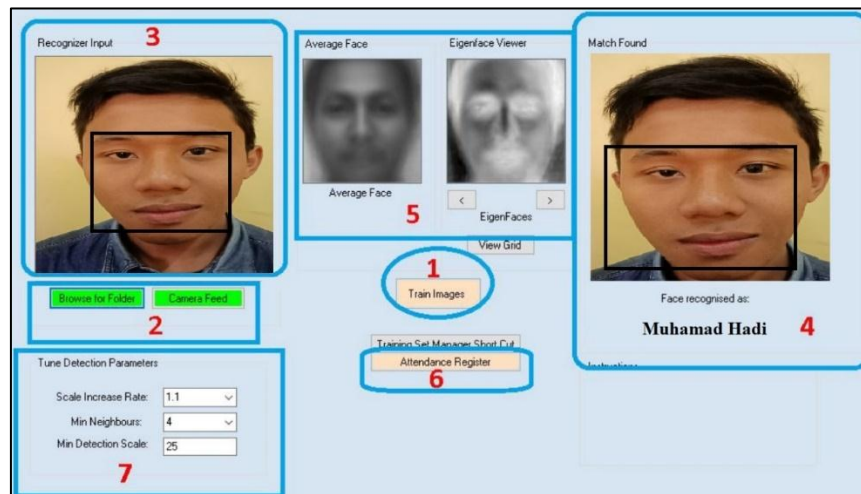 3
Recognizer Input
Average Face
Eigenface Viewer
Match Found
Average Face
5
<
>
EigenFaces
View Grid
1
Train Images
Browse for Folder
Camera Feed
2
Face recognised as:
Muhamad Hadi
4
Training Set Manager Short Cut
Attendance Register
6
Instructions
Tune Detection Parameters
Scale Increase Rate:
1.1
Min Neighbours:
4
Min Detection Scale:
25
7